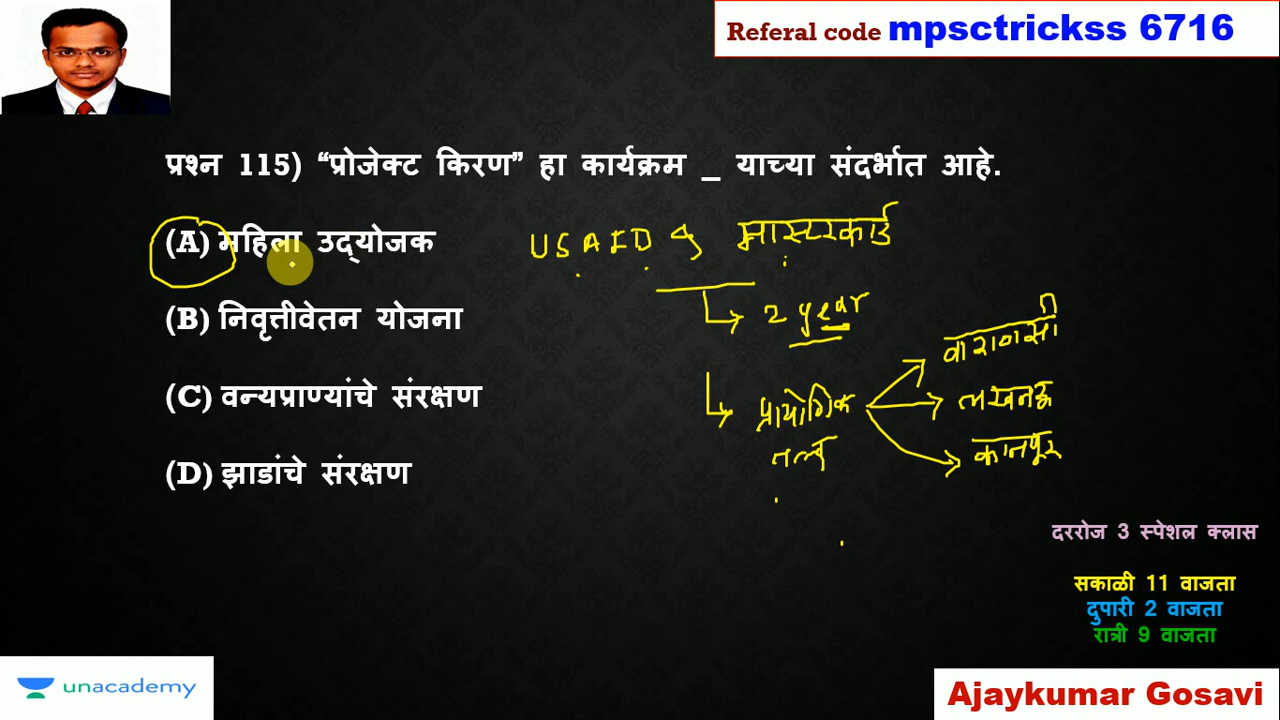 Referal code mpsctrickss 6716
प्रश्न 115) “प्रोजेक्ट किरण” हा कार्यक्रम _ याच्या संदर्भात आहे.
(A) महिला उद्योजक
USAID व मास्टरकार्ड
(B) निवृत्तीवेतन योजना
2 year
वाराणसी
(C) वन्यप्राण्यांचे संरक्षण
प्रायोगिक
लखनऊ
तत्व
कानपूर
(D) झाडांचे संरक्षण
दररोज 3 स्पेशल क्लास
सकाळी 11 वाजता
दुपारी 2 वाजता
रात्री 9 वाजता
unacademy
Ajaykumar Gosavi